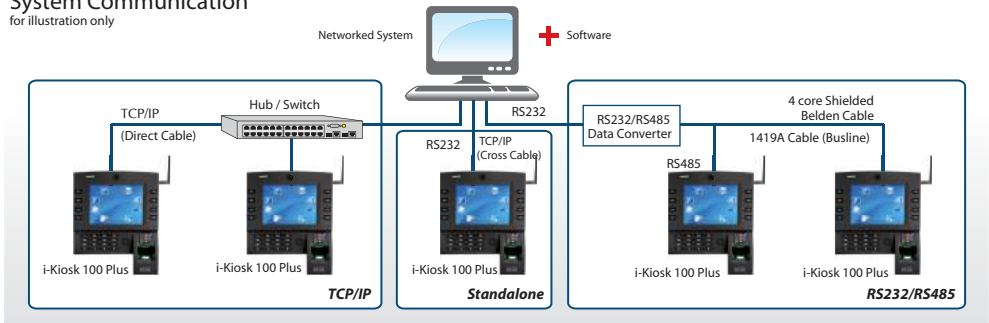 System Communication
for illustration only
Networked System
Software
TCP/IP
(Direct Cable)
Hub / Switch
RS232
TCP/IP
(Cross Cable)
RS232
RS232/RS485
Data Converter
4 core Shielded
Belden Cable
1419A Cable (Busline)
RS485
i-Kiosk 100 Plus
i-Kiosk 100 Plus
i-Kiosk 100 Plus
i-Kiosk 100 Plus
i-Kiosk 100 Plus
TCP/IP
Standalone
RS232/RS485